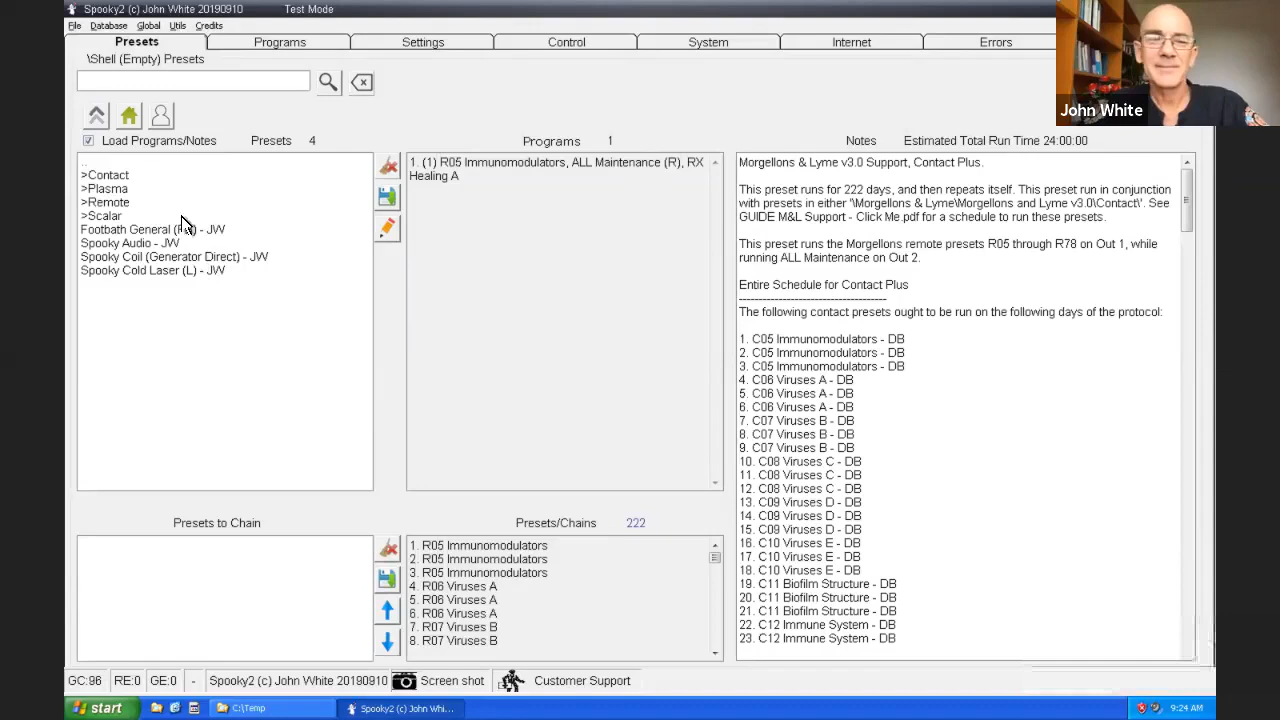 Spooky2 (c) John White 20190910 Test Mode
File Database Global Utils Credits
Presets Programs Settings Control System Internet Errors
\Shell (Empty) Presets
John White
Load Programs/Notes Presets 4
Programs 1
Notes Estimated Total Run Time 24:00:00
..
>Contact
>Plasma
>Remote
>Scalar
Footbath General ( ) - JW
Spooky Audio - JW
Spooky Coil (Generator Direct) - JW
Spooky Cold Laser (L) - JW
1. (1) R05 Immunomodulators, ALL Maintenance (R), RX
Healing A
Morgellons & Lyme v3.0 Support, Contact Plus.
This preset runs for 222 days, and then repeats itself. This preset run in conjunction
with presets in either '\Morgellons & Lyme\Morgellons and Lyme v3.0\Contact\'. See
GUIDE M&L Support - Click Me.pdf for a schedule to run these presets.
This preset runs the Morgellons remote presets R05 through R78 on Out 1, while
running ALL Maintenance on Out 2.
Entire Schedule for Contact Plus
------------------------------------
The following contact presets ought to be run on the following days of the protocol:
1. C05 Immunomodulators - DB
2. C05 Immunomodulators - DB
3. C05 Immunomodulators - DB
4. C06 Viruses A - DB
5. C06 Viruses A - DB
6. C06 Viruses A - DB
7. C07 Viruses B - DB
8. C07 Viruses B - DB
9. C07 Viruses B - DB
10. C08 Viruses C - DB
11. C08 Viruses C - DB
12. C08 Viruses C - DB
13. C09 Viruses D - DB
14. C09 Viruses D - DB
15. C09 Viruses D - DB
16. C10 Viruses E - DB
17. C10 Viruses E - DB
18. C10 Viruses E - DB
19. C11 Biofilm Structure - DB
20. C11 Biofilm Structure - DB
21. C11 Biofilm Structure - DB
22. C12 Immune System - DB
23. C12 Immune System - DB
Presets to Chain
Presets/Chains 222
1. R05 Immunomodulators
2. R05 Immunomodulators
3. R05 Immunomodulators
4. R06 Viruses A
5. R06 Viruses A
6. R06 Viruses A
7. R07 Viruses B
8. R07 Viruses B
GC:96 RE:0 GE:0 - Spooky2 (c) John White 20190910 Screen shot Customer Support
start C:\Temp Spooky2 (c) John Whi... 9:24 AM